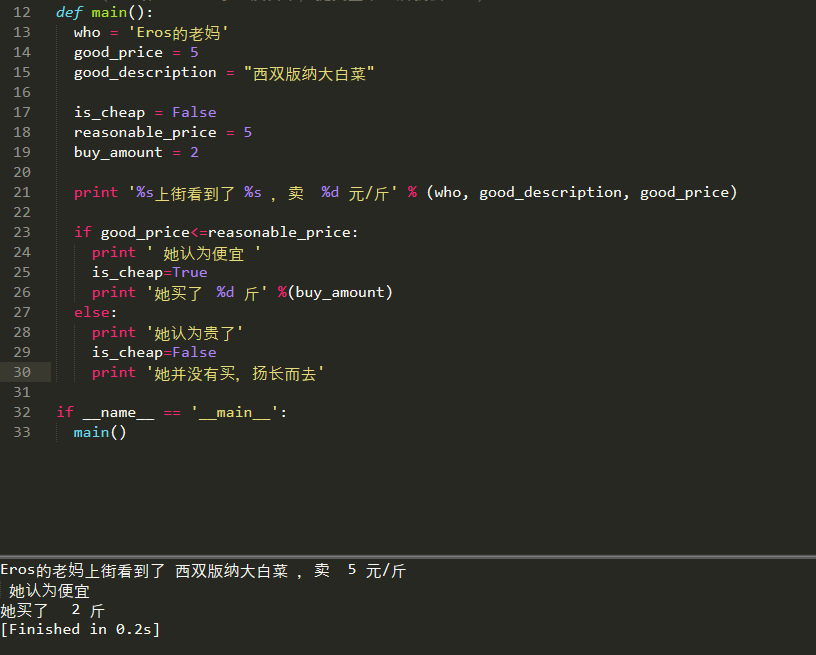 12 def main():
13 who = 'Eros的老妈'
14 good_price = 5
15 good_description = "西双版纳大白菜"
16
17 is_cheap = False
18 reasonable_price = 5
19 buy_amount = 2
20
21 print '%s上街看到了 %s ，卖 %d 元/斤' % (who, good_description, good_price)
22
23 if good_price<=reasonable_price:
24 print ' 她认为便宜 '
25 is_cheap=True
26 print '她买了 %d 斤' %(buy_amount)
27 else:
28 print '她认为贵了'
29 is_cheap=False
30 print '她并没有买，扬长而去'
31
32 if __name__ == '__main__':
33 main()
Eros的老妈上街看到了 西双版纳大白菜 ，卖 5 元/斤
她认为便宜
她买了 2 斤
[Finished in 0.2s]